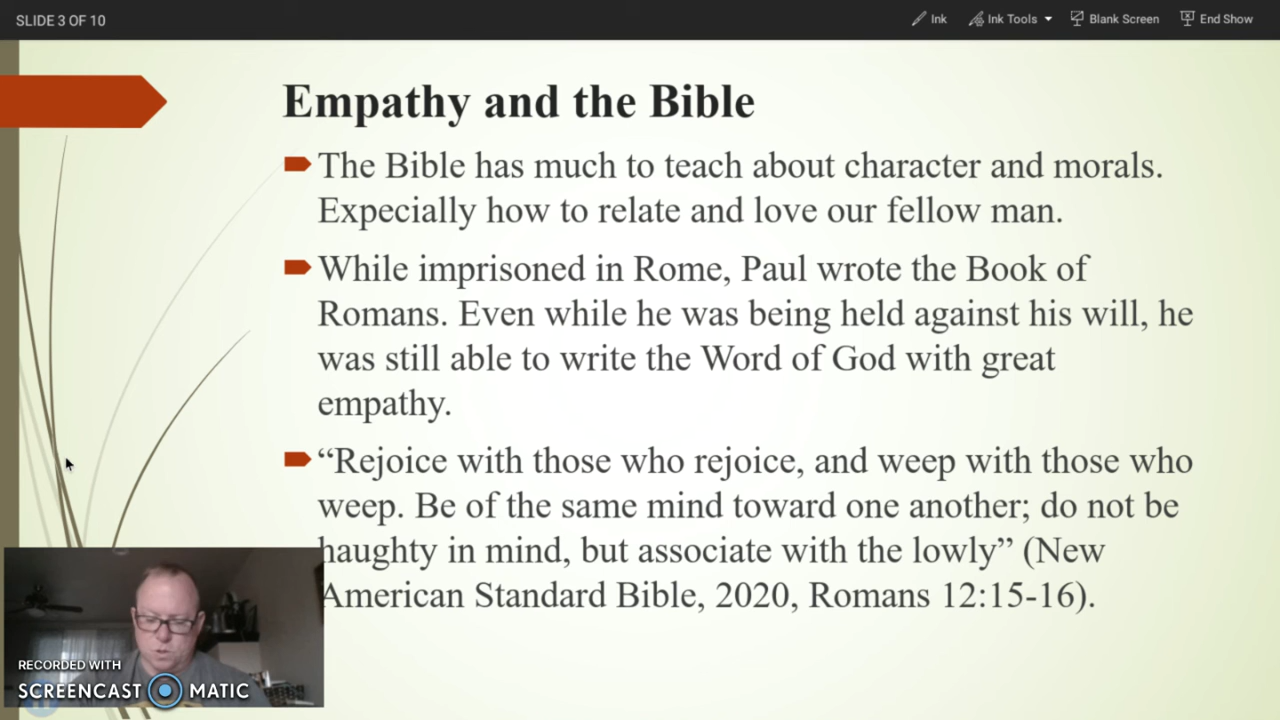 SLIDE 3 OF 10
Ink
Ink Tools
Blank Screen
End Show
Empathy and the Bible
The Bible has much to teach about character and morals.
Expecially how to relate and love our fellow man.
While imprisoned in Rome, Paul wrote the Book of
Romans. Even while he was being held against his will, he
was still able to write the Word of God with great
empathy.
“Rejoice with those who rejoice, and weep with those who
weep. Be of the same mind toward one another; do not be
haughty in mind, but associate with the lowly” (New
American Standard Bible, 2020, Romans 12:15-16).
RECORDED WITH
SCREENCAST MATIC